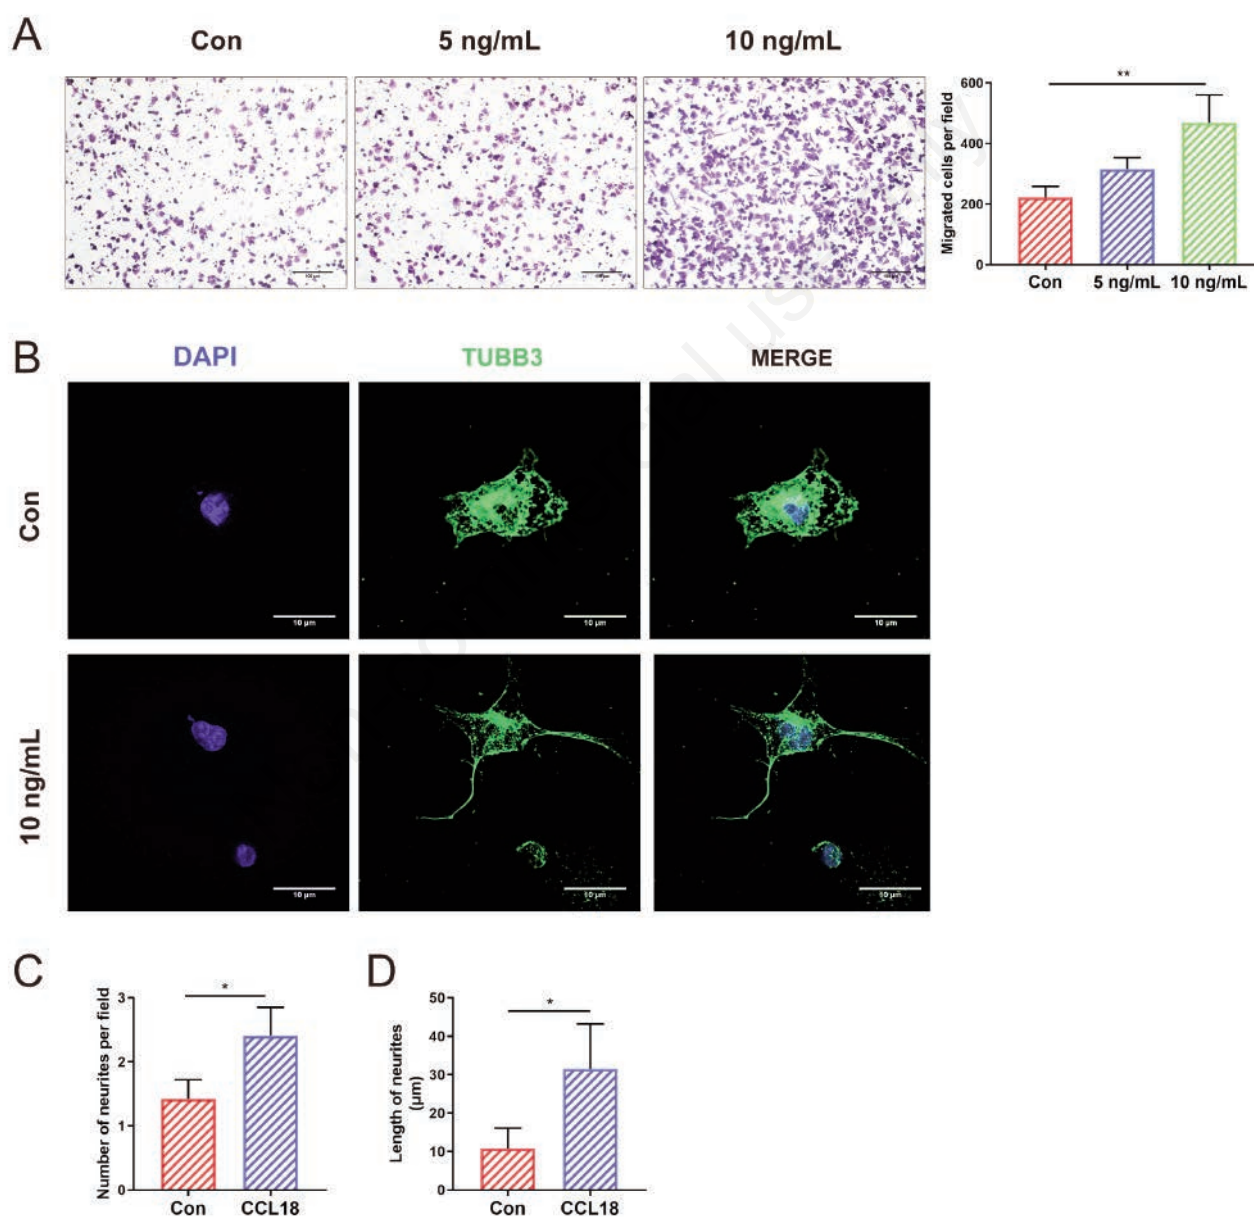 A
Con
5 ng/mL
10 ng/mL
100 µm
600
400
200
0
Migrated cells per field
**
Con
5 ng/mL
10 ng/mL
B
DAPI
TUBB3
MERGE
Con
10 µm
10 µm
10 µm
10 ng/mL
10 µm
10 µm
10 µm
C
Number of neurites per field
3
2
1
0
*
Con
CCL18
D
Length of neurites
(µm)
50
40
30
20
10
0
*
Con
CCL18